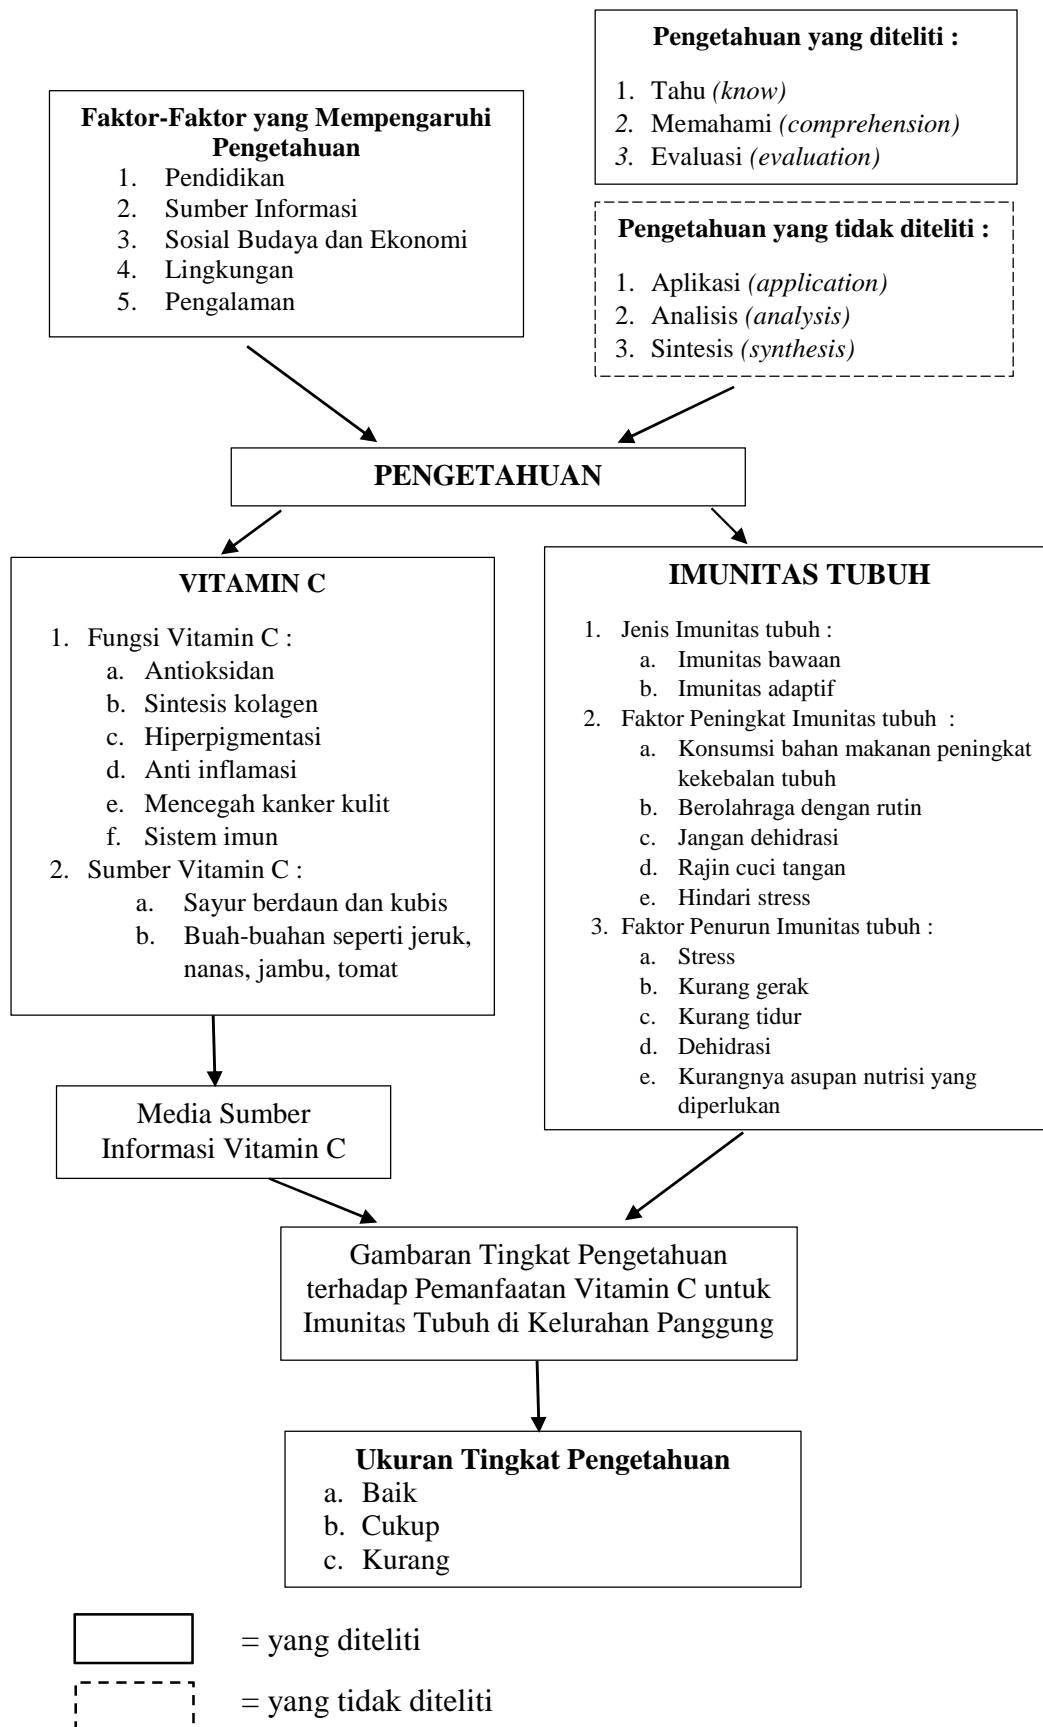 Faktor-Faktor yang Mempengaruhi
Pengetahuan
1. Pendidikan
2. Sumber Informasi
3. Sosial Budaya dan Ekonomi
4. Lingkungan
5. Pengalaman
Pengetahuan yang diteliti :
1. Tahu (know)
2. Memahami (comprehension)
3. Evaluasi (evaluation)
Pengetahuan yang tidak diteliti :
1. Aplikasi (application)
2. Analisis (analysis)
3. Sintesis (synthesis)
PENGETAHUAN
VITAMIN C
1. Fungsi Vitamin C :
a. Antioksidan
b. Sintesis kolagen
c. Hiperpigmentasi
d. Anti inflamasi
e. Mencegah kanker kulit
f. Sistem imun
2. Sumber Vitamin C :
a. Sayur berdaun dan kubis
b. Buah-buahan seperti jeruk,
nanas, jambu, tomat
IMUNITAS TUBUH
1. Jenis Imunitas tubuh :
a. Imunitas bawaan
b. Imunitas adaptif
2. Faktor Peningkat Imunitas tubuh :
a. Konsumsi bahan makanan peningkat
kekebalan tubuh
b. Berolahraga dengan rutin
c. Jangan dehidrasi
d. Rajin cuci tangan
e. Hindari stress
3. Faktor Penurun Imunitas tubuh :
a. Stress
b. Kurang gerak
c. Kurang tidur
d. Dehidrasi
e. Kurangnya asupan nutrisi yang
diperlukan
Media Sumber
Informasi Vitamin C
Gambaran Tingkat Pengetahuan
terhadap Pemanfaatan Vitamin C untuk
Imunitas Tubuh di Kelurahan Panggung
Ukuran Tingkat Pengetahuan
a. Baik
b. Cukup
c. Kurang
= yang diteliti
= yang tidak diteliti